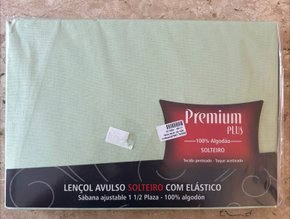 Premium
PLUS
100% Algodão
SOLTEIRO
Tecido penteado - Toque acetinado
LENÇOL AVULSO SOLTEIRO COM ELÁSTICO
Sábana ajustable 1 1/2 Plaza - 100% algodón